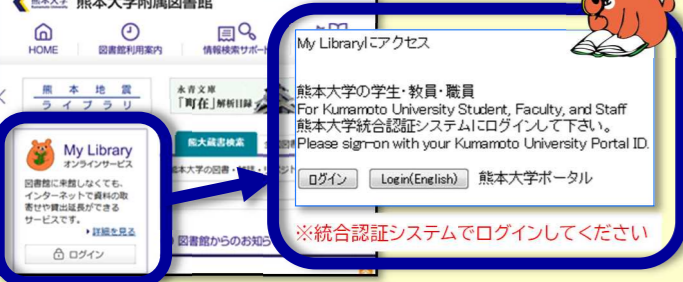 熊本大学 熊本大学附属図書館
HOME
図書館利用案内
情報検索サポート
熊本地震
ライブラリ
永青文庫
「町在」解析目録
My Library
オンラインサービス
図書館に来館しなくても、
インターネットで資料の取
寄せや貸出延長ができる
サービスです。
詳細を見る
ログイン
熊大蔵書検索
図書館からのお知ら
My Libraryにアクセス
熊本大学の学生・教員・職員
For Kumamoto University Student, Faculty, and Staff
熊本大学統合認証システムにログインして下さい。
Please sign-on with your Kumamoto University Portal ID.
ログイン Login(English) 熊本大学ポータル
※統合認証システムでログインしてください